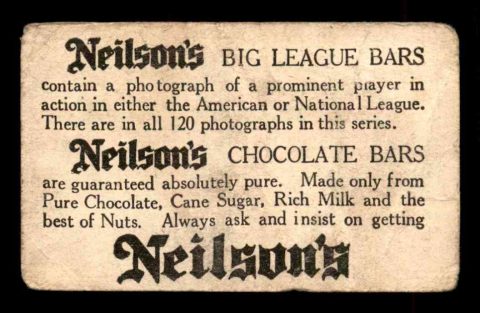 Neilson's BIG LEAGUE BARS
contain a photograph of a prominent player in
action in either the American or National League.
There are in all 120 photographs in this series.
Neilson's CHOCOLATE BARS
are guaranteed absolutely pure. Made only from
Pure Chocolate, Cane Sugar, Rich Milk and the
best of Nuts. Always ask and insist on getting
Neilson's